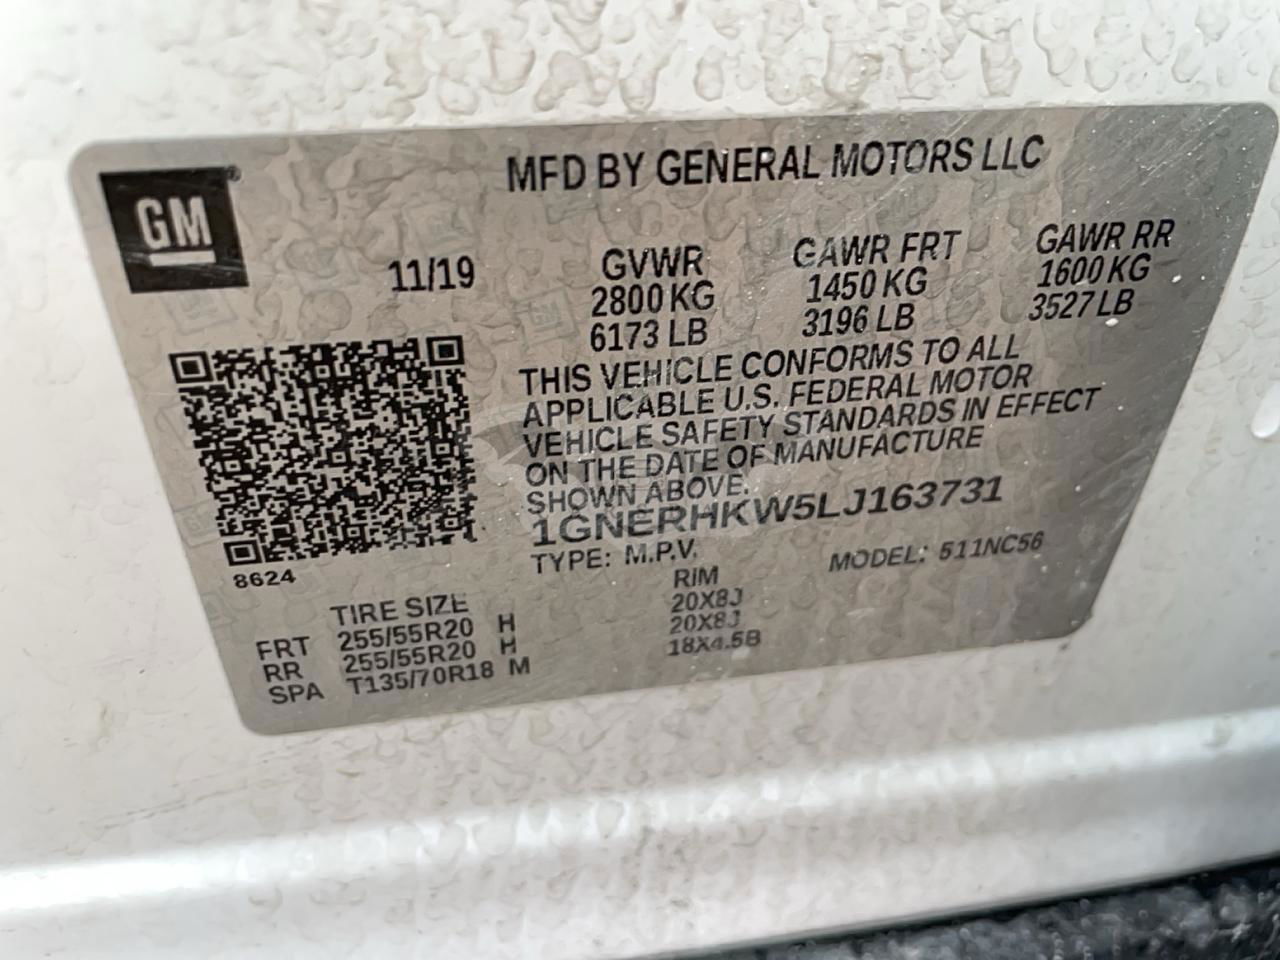 GM
MFD BY GENERAL MOTORS LLC
11/19
GVWR GAWR FRT GAWR RR
2800 KG 1450 KG 1600 KG
6173 LB 3196 LB 3527 LB
THIS VEHICLE CONFORMS TO ALL
APPLICABLE U.S. FEDERAL MOTOR
VEHICLE SAFETY STANDARDS IN EFFECT
ON THE DATE OF MANUFACTURE
SHOWN ABOVE.
1GNERHKW5LJ163731
TYPE: M.P.V. MODEL: 511NC56
8624
TIRE SIZE RIM
FRT 255/55R20 H 20X8J
RR 255/55R20 H 20X8J
SPA T135/70R18 M 18X4.5B